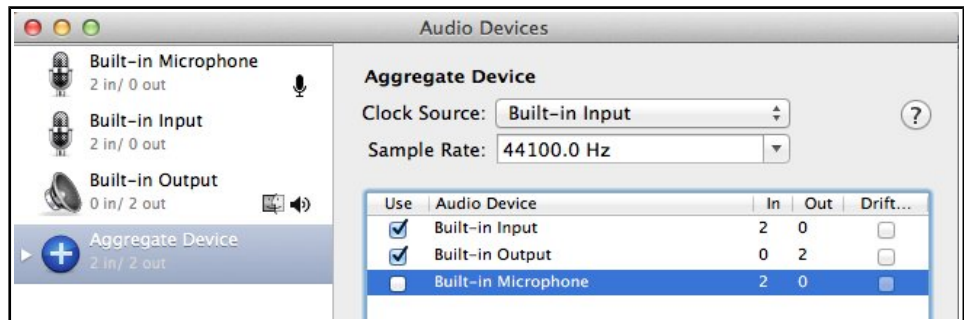 Audio Devices
Built-in Microphone
2 in/ 0 out
Built-in Input
2 in/ 0 out
Built-in Output
0 in/ 2 out
Aggregate Device
2 in/ 2 out
Aggregate Device
Clock Source: Built-in Input
?
Sample Rate: 44100.0 Hz
Use Audio Device In Out Drift...
Built-in Input 2 0
Built-in Output 0 2
Built-in Microphone 2 0